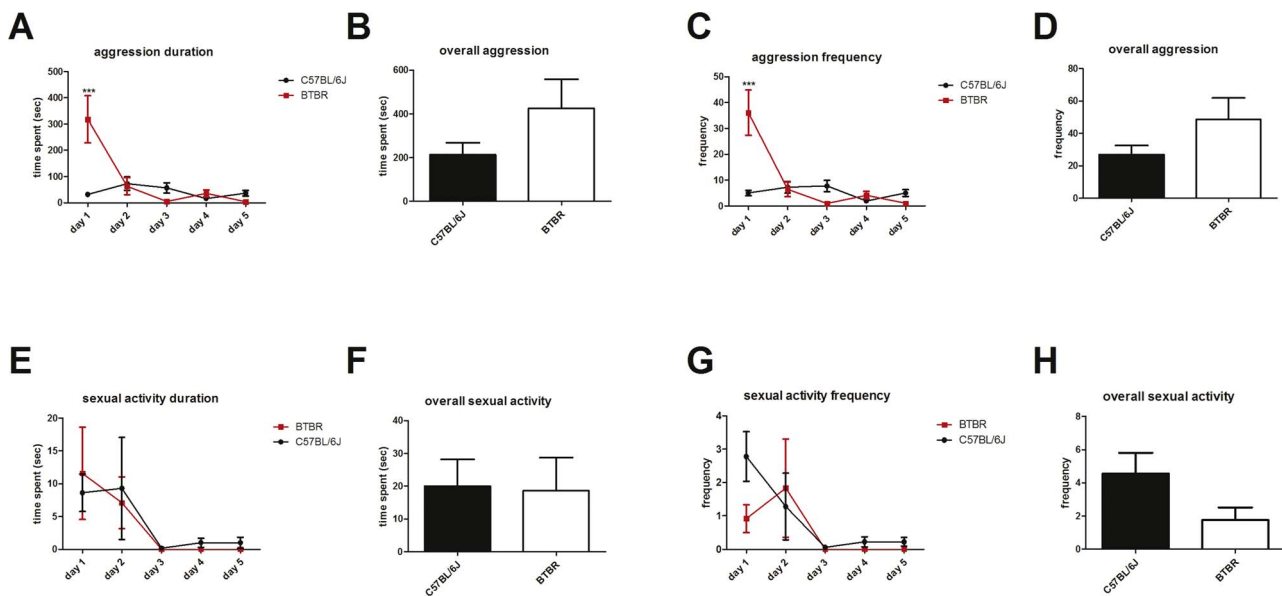 A
aggression duration
500
400
300
200
100
0
time spent (sec)
***
day 1
day 2
day 3
day 4
day 5
C57BL/6J
BTBR
B
overall aggression
600
400
200
0
time spent (sec)
C57BL/6J
BTBR
C
aggression frequency
50
40
30
20
10
0
frequency
***
day 1
day 2
day 3
day 4
day 5
C57BL/6J
BTBR
D
overall aggression
80
60
40
20
0
frequency
C57BL/6J
BTBR
E
sexual activity duration
20
15
10
5
0
time spent (sec)
day 1
day 2
day 3
day 4
day 5
BTBR
C57BL/6J
F
overall sexual activity
40
30
20
10
0
time spent (sec)
C57BL/6J
BTBR
G
sexual activity frequency
4
3
2
1
0
frequency
day 1
day 2
day 3
day 4
day 5
BTBR
C57BL/6J
H
overall sexual activity
8
6
4
2
0
frequency
C57BL/6J
BTBR